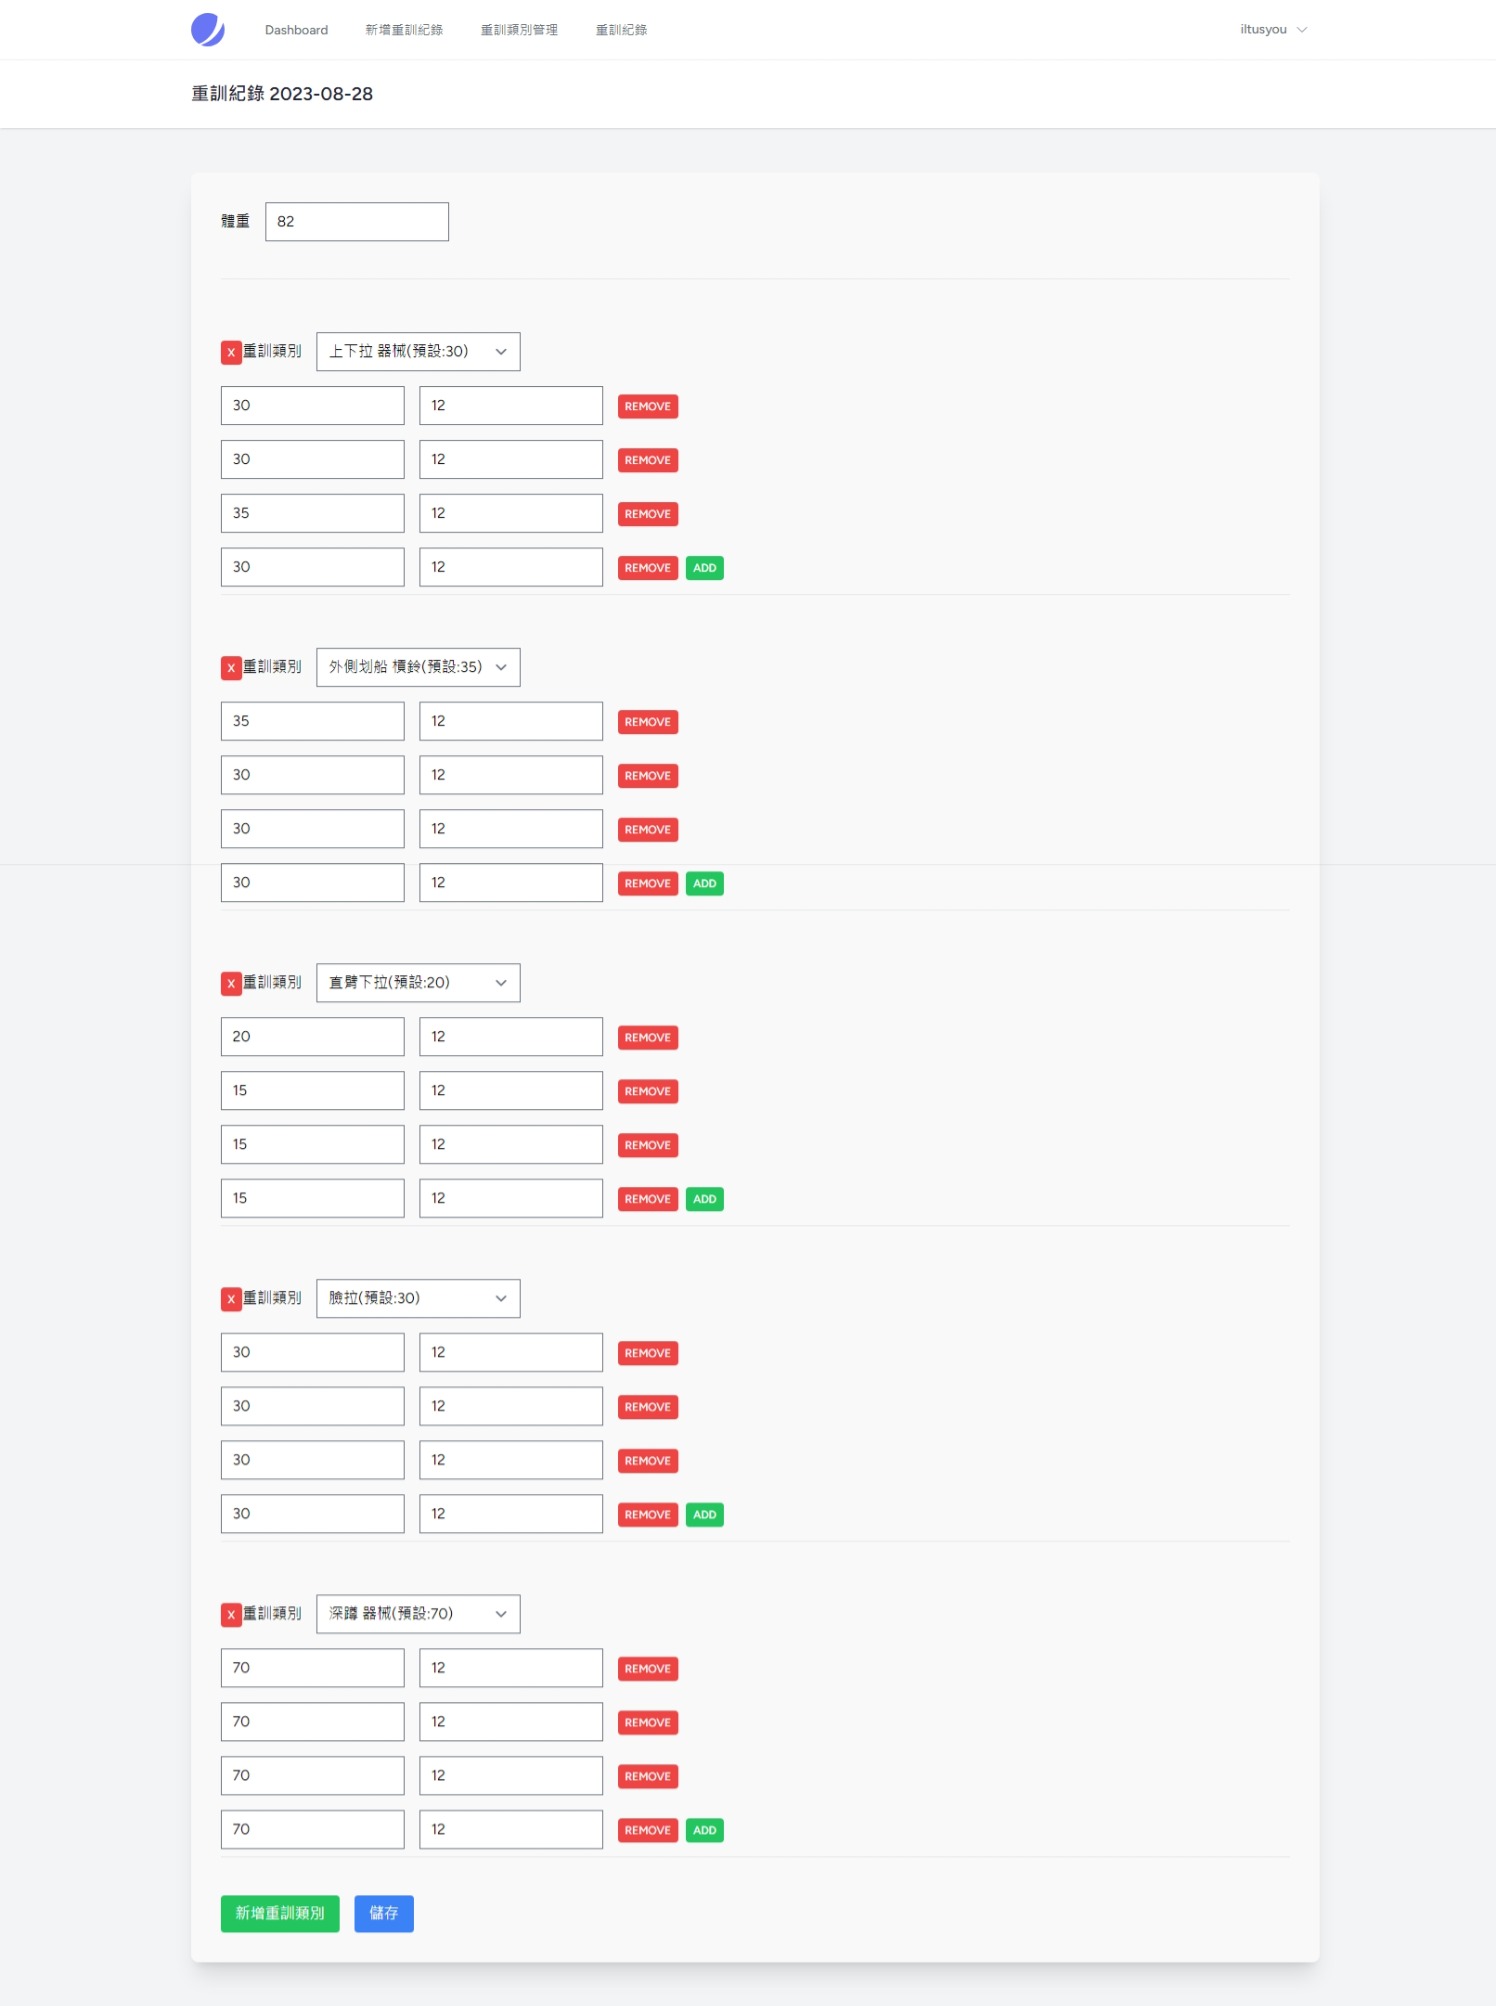 Dashboard 新增重訓紀錄 重訓類別管理 重訓紀錄 iltusyou
重訓紀錄 2023-08-28
體重 82
X 重訓類別 上下拉 器械(預設:30)
30 12 REMOVE
30 12 REMOVE
35 12 REMOVE
30 12 REMOVE ADD
X 重訓類別 外側划船 槓鈴(預設:35)
35 12 REMOVE
30 12 REMOVE
30 12 REMOVE
30 12 REMOVE ADD
X 重訓類別 直臂下拉(預設:20)
20 12 REMOVE
15 12 REMOVE
15 12 REMOVE
15 12 REMOVE ADD
X 重訓類別 臉拉(預設:30)
30 12 REMOVE
30 12 REMOVE
30 12 REMOVE
30 12 REMOVE ADD
X 重訓類別 深蹲 器械(預設:70)
70 12 REMOVE
70 12 REMOVE
70 12 REMOVE
70 12 REMOVE ADD
新增重訓類別 儲存